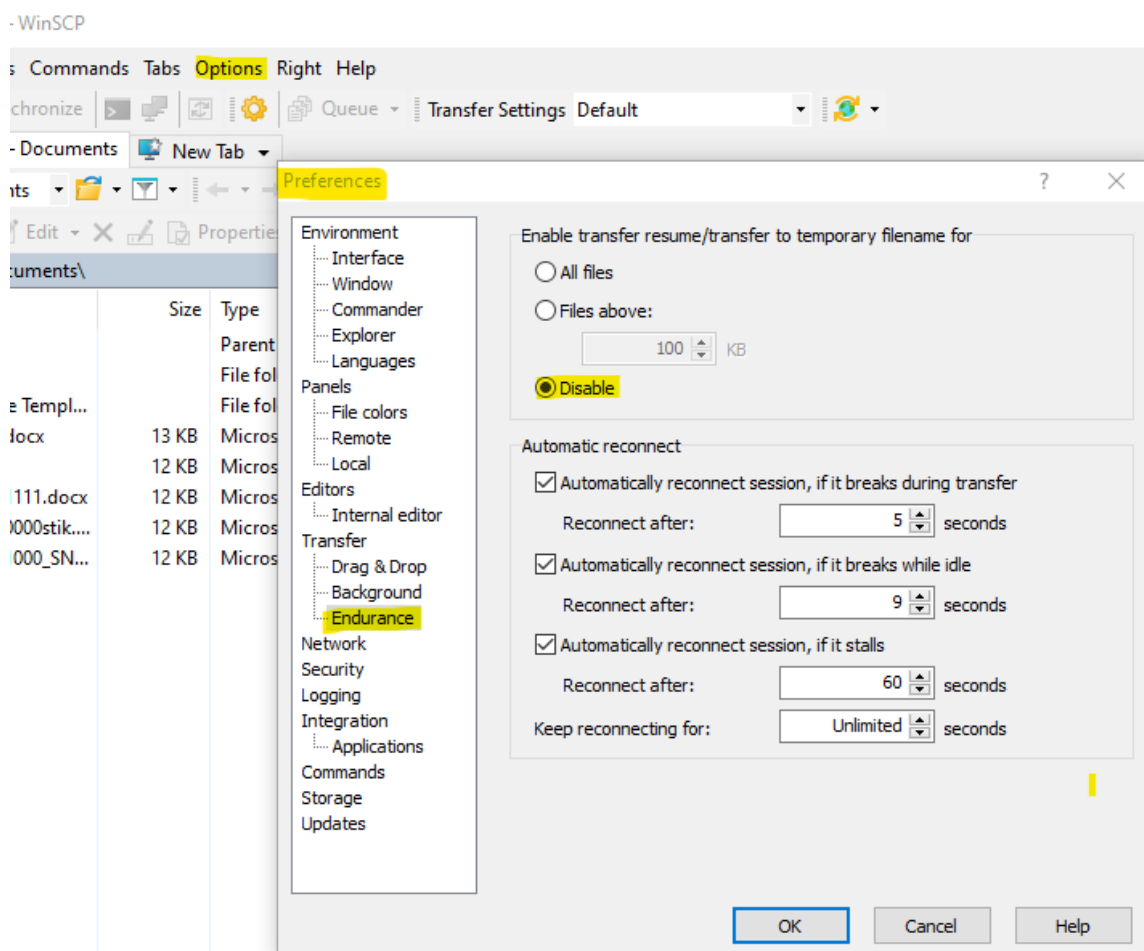 - WinSCP
s Commands Tabs Options Right Help
chronize Queue Transfer Settings Default
- Documents New Tab
nts
Edit Properties
cuments\
Size Type
Parent
File fol
e Templ... File fol
docx 13 KB Micros
12 KB Micros
111.docx 12 KB Micros
0000stik.... 12 KB Micros
000_SN... 12 KB Micros
Preferences ?
Environment
Interface
Window
Commander
Explorer
Languages
Panels
File colors
Remote
Local
Editors
Internal editor
Transfer
Drag & Drop
Background
Endurance
Network
Security
Logging
Integration
Applications
Commands
Storage
Updates
Enable transfer resume/transfer to temporary filename for
All files
Files above:
100 KB
Disable
Automatic reconnect
Automatically reconnect session, if it breaks during transfer
Reconnect after: 5 seconds
Automatically reconnect session, if it breaks while idle
Reconnect after: 9 seconds
Automatically reconnect session, if it stalls
Reconnect after: 60 seconds
Keep reconnecting for: Unlimited seconds
OK Cancel Help